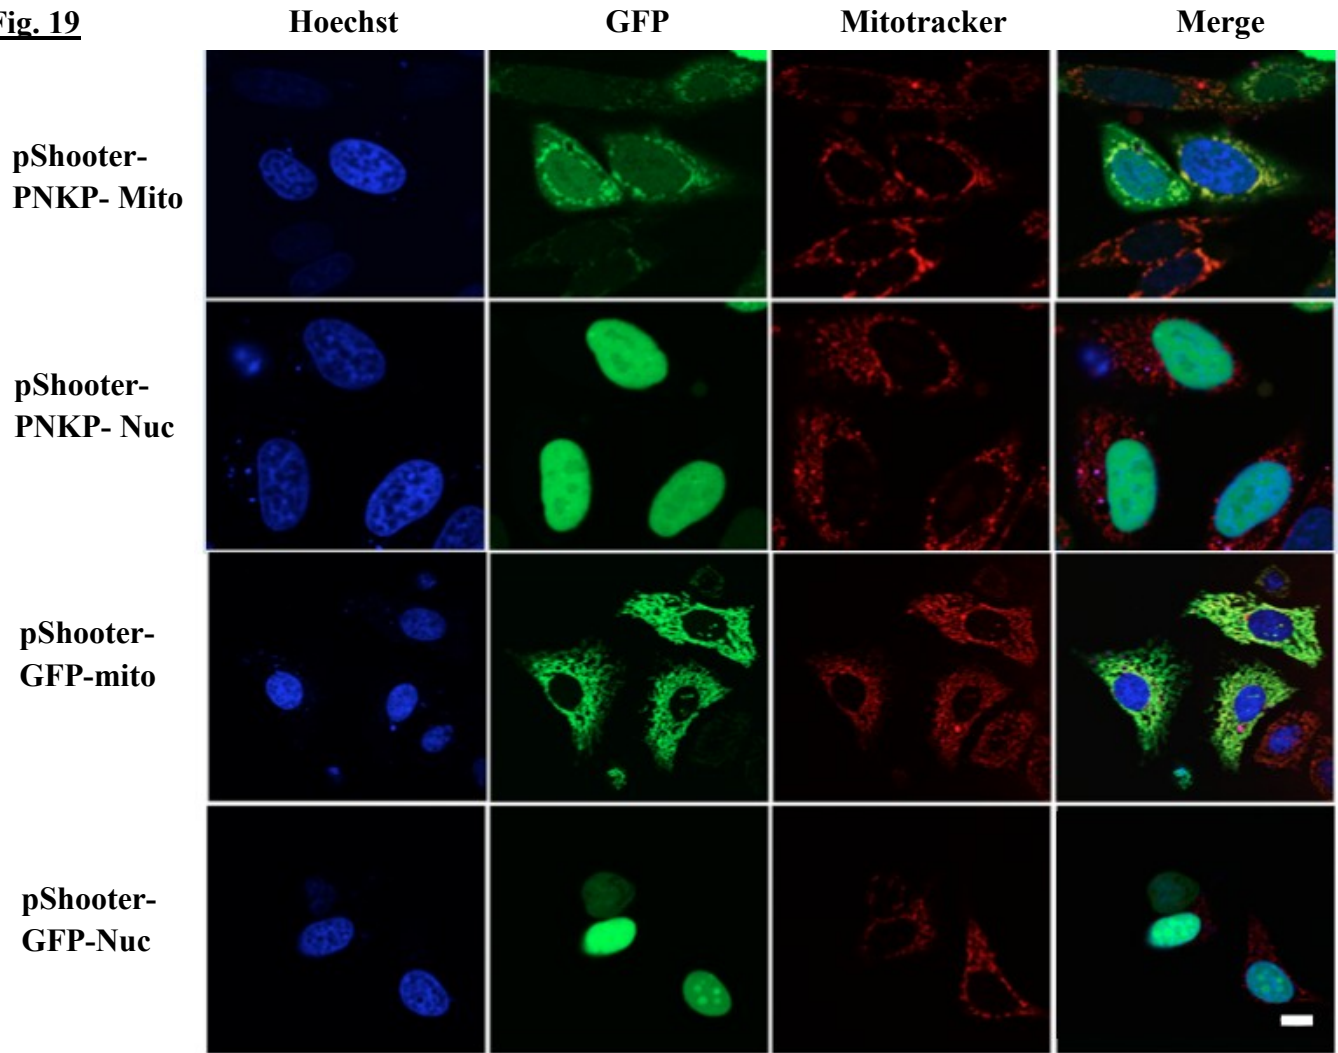 Fig. 19
Hoechst GFP Mitotracker Merge
pShooter-
PNKP- Mito
pShooter-
PNKP- Nuc
pShooter-
GFP-mito
pShooter-
GFP-Nuc